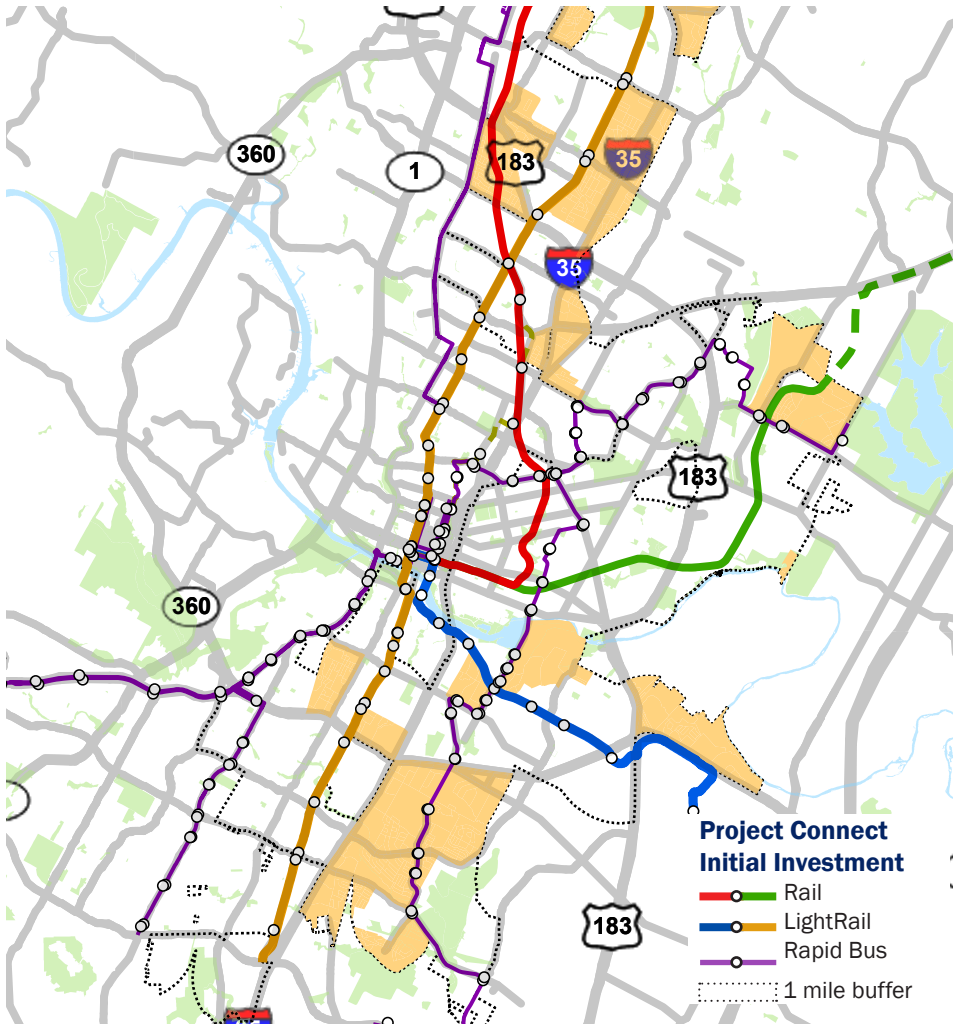 360
1
183
35
35
183
360
Project Connect
Initial Investment
Rail
LightRail
Rapid Bus
183
1 mile buffer